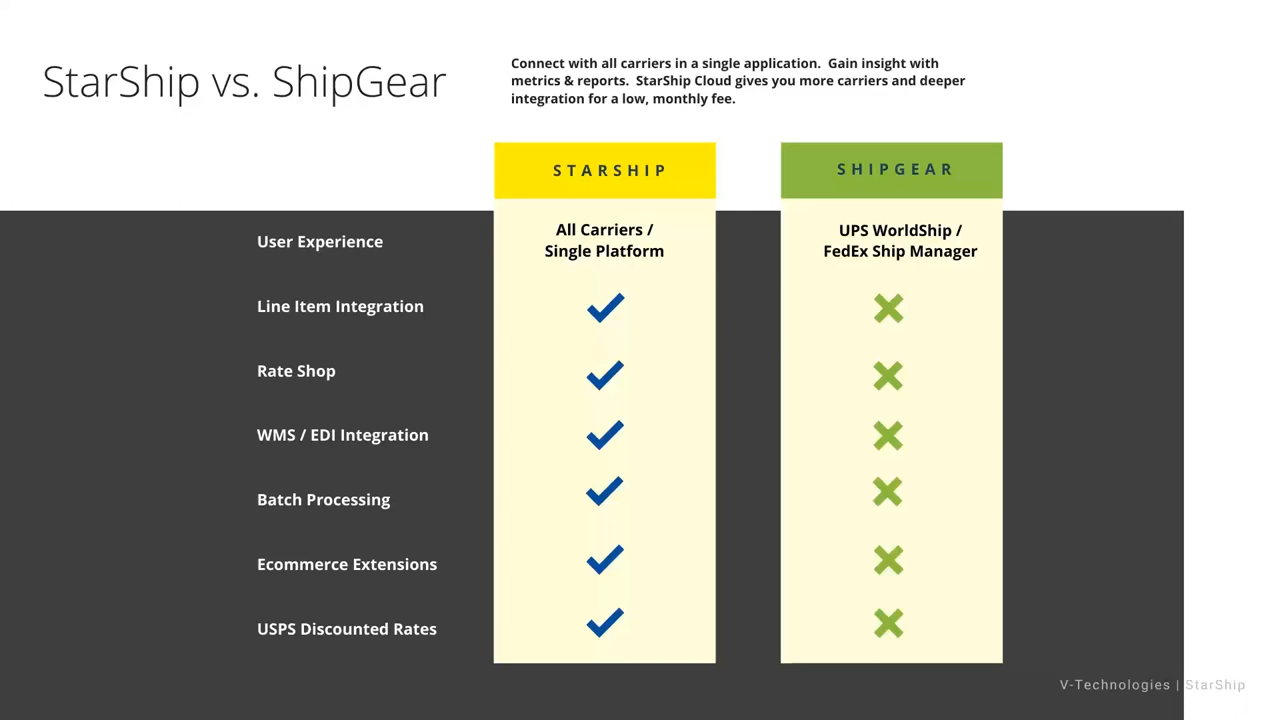 StarShip vs. ShipGear
Connect with all carriers in a single application.  Gain insight with
metrics & reports.  StarShip Cloud gives you more carriers and deeper
integration for a low, monthly fee.
STARSHIP
SHIPGEAR
User Experience
All Carriers /
Single Platform
UPS WorldShip /
FedEx Ship Manager
Line Item Integration
Rate Shop
WMS / EDI Integration
Batch Processing
Ecommerce Extensions
USPS Discounted Rates
V-Technologies | StarShip